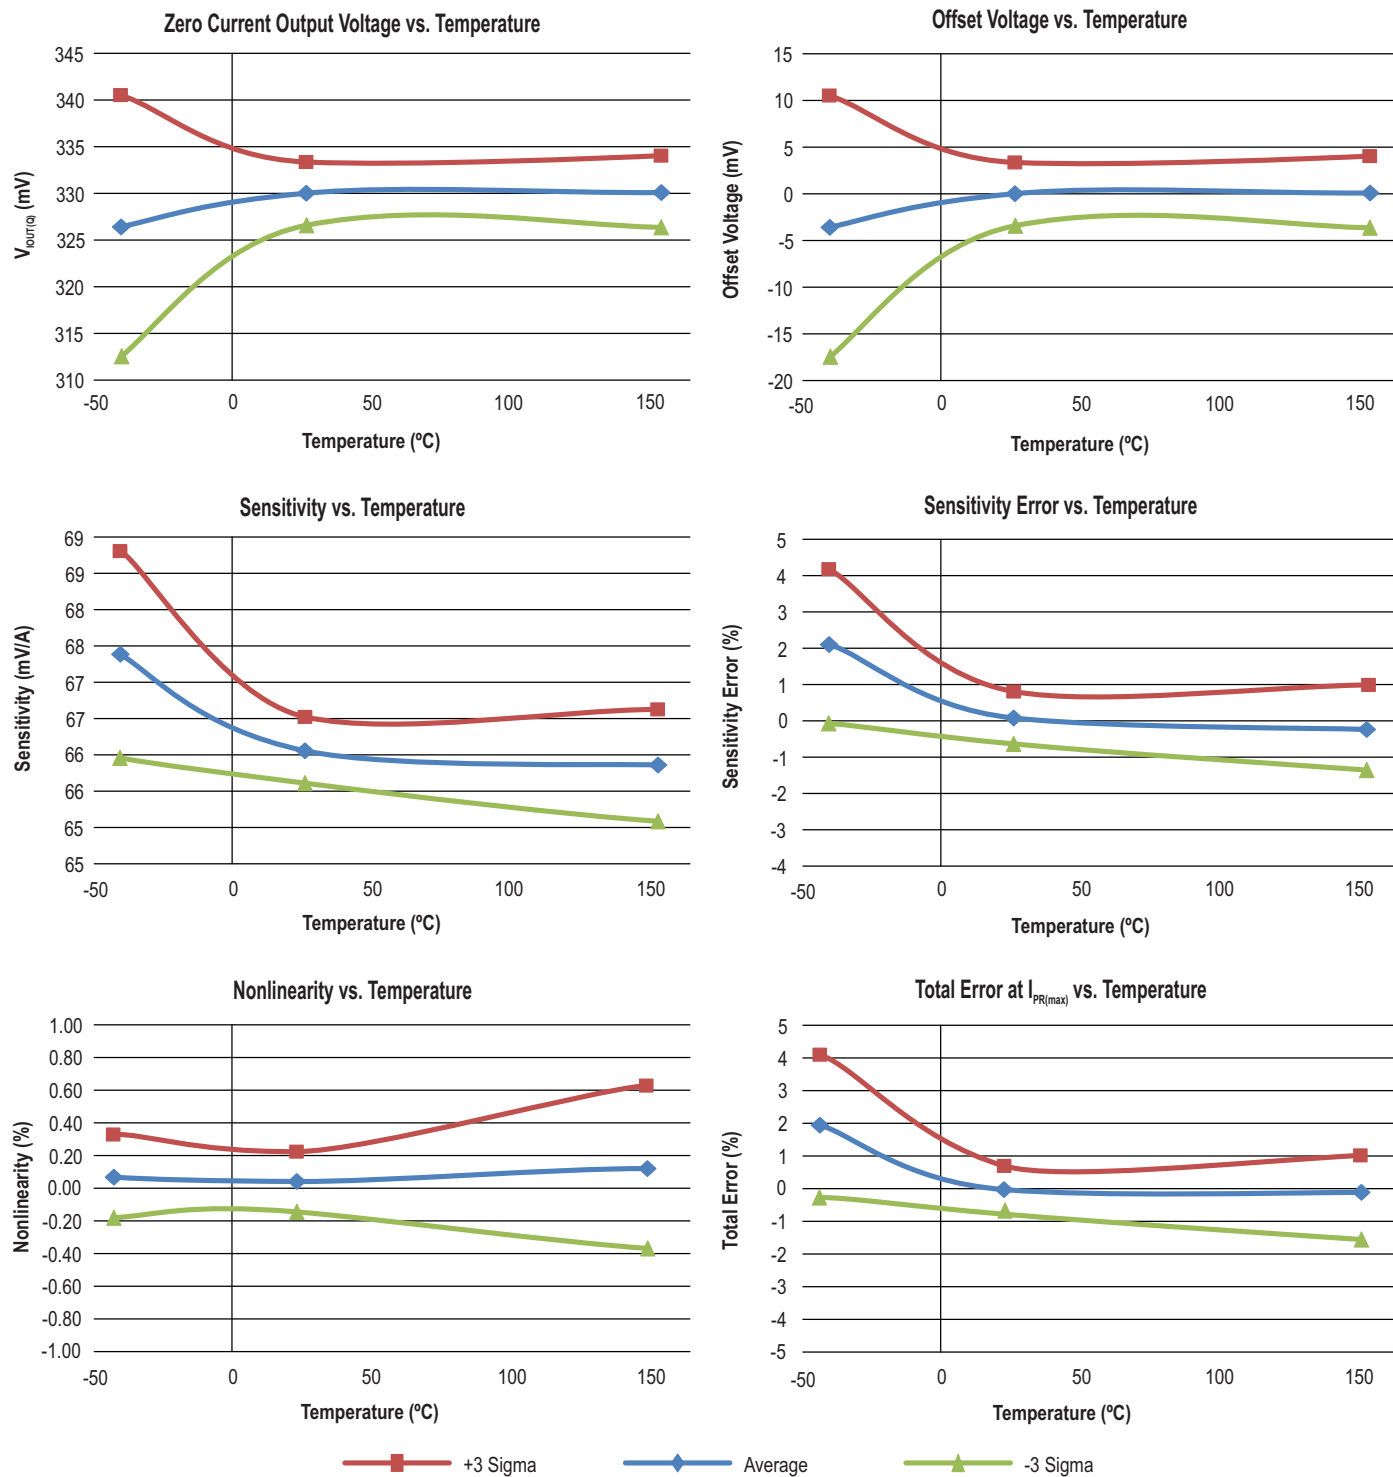 Zero Current Output Voltage vs. Temperature
345
340
335
330
325
320
315
310
VIOUT(Q) (mV)
-50 0 50 100 150
Temperature (ºC)
Offset Voltage vs. Temperature
15
10
5
0
-5
-10
-15
-20
Offset Voltage (mV)
-50 0 50 100 150
Temperature (ºC)
Sensitivity vs. Temperature
69
69
68
68
67
67
66
66
65
65
Sensitivity (mV/A)
-50 0 50 100 150
Temperature (ºC)
Sensitivity Error vs. Temperature
5
4
3
2
1
0
-1
-2
-3
-4
Sensitivity Error (%)
-50 0 50 100 150
Temperature (ºC)
Nonlinearity vs. Temperature
1.00
0.80
0.60
0.40
0.20
0.00
-0.20
-0.40
-0.60
-0.80
-1.00
Nonlinearity (%)
-50 0 50 100 150
Temperature (ºC)
Total Error at IPR(max) vs. Temperature
5
4
3
2
1
0
-1
-2
-3
-4
-5
Total Error (%)
-50 0 50 100 150
Temperature (ºC)
+3 Sigma Average -3 Sigma